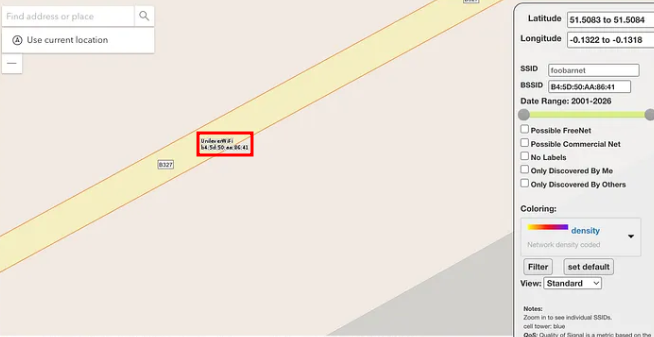 Find address or place
Use current location
B327
b4:5d:50:aa:86:41
Latitude 51.5083 to 51.5084
Longitude -0.1322 to -0.1318
SSID foobarnet
BSSID B4:5D:50:AA:86:41
Date Range: 2001-2026
Possible FreeNet
Possible Commercial Net
No Labels
Only Discovered By Me
Only Discovered By Others
Coloring:
density
Network density coded
Filter set default
View: Standard
Notes:
Zoom in to see individual SSIDs.
cell tower: blue
QoS: Quality of Signal is a metric based on the